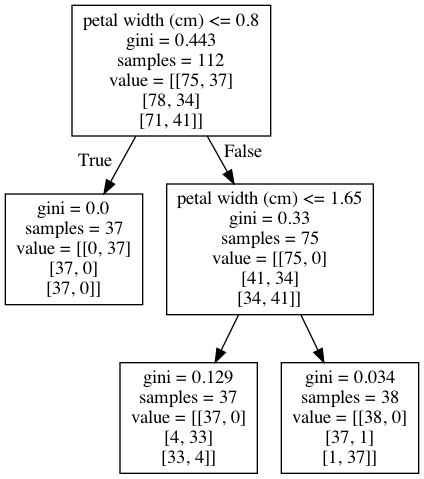 petal width (cm) <= 0.8
gini = 0.443
samples = 112
value = [[75, 37]
[78, 34]
[71, 41]]
True
False
gini = 0.0
samples = 37
value = [[0, 37]
[37, 0]
[37, 0]]
petal width (cm) <= 1.65
gini = 0.33
samples = 75
value = [[75, 0]
[41, 34]
[34, 41]]
gini = 0.129
samples = 37
value = [[37, 0]
[4, 33]
[33, 4]]
gini = 0.034
samples = 38
value = [[38, 0]
[37, 1]
[1, 37]]